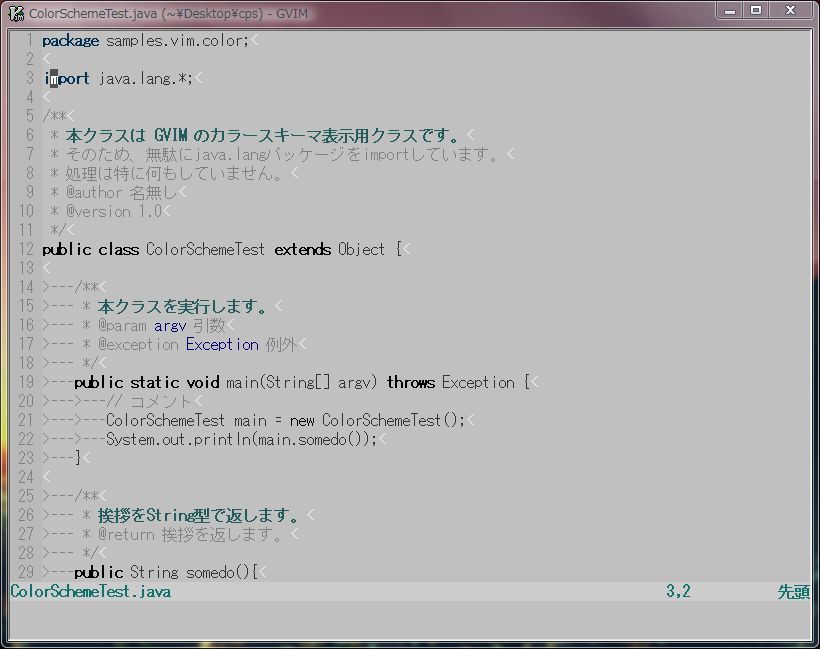 ColorSchemeTest.java (~¥Desktop¥cps) - GVIM
1 package samples.vim.color;<
2 <
3 import java.lang.*;<
4 <
5 /**<
6  * 本クラスは GVIM のカラースキーマ表示用クラスです。<
7  * そのため、無駄にjava.langパッケージをimportしています。<
8  * 処理は特に何もしていません。<
9  * @author 名無し<
10  * @version 1.0<
11  */<
12 public class ColorSchemeTest extends Object {<
13 <
14 >---/**<
15 >--- * 本クラスを実行します。<
16 >--- * @param argv 引数<
17 >--- * @exception Exception 例外<
18 >--- */<
19 >---public static void main(String[] argv) throws Exception {<
20 >--->---// コメント<
21 >--->---ColorSchemeTest main = new ColorSchemeTest();<
22 >--->---System.out.println(main.somedo());<
23 >---}<
24 <
25 >---/**<
26 >--- * 挨拶をString型で返します。<
27 >--- * @return 挨拶を返します。<
28 >--- */<
29 >---public String somedo(){<
ColorSchemeTest.java 3,2 先頭